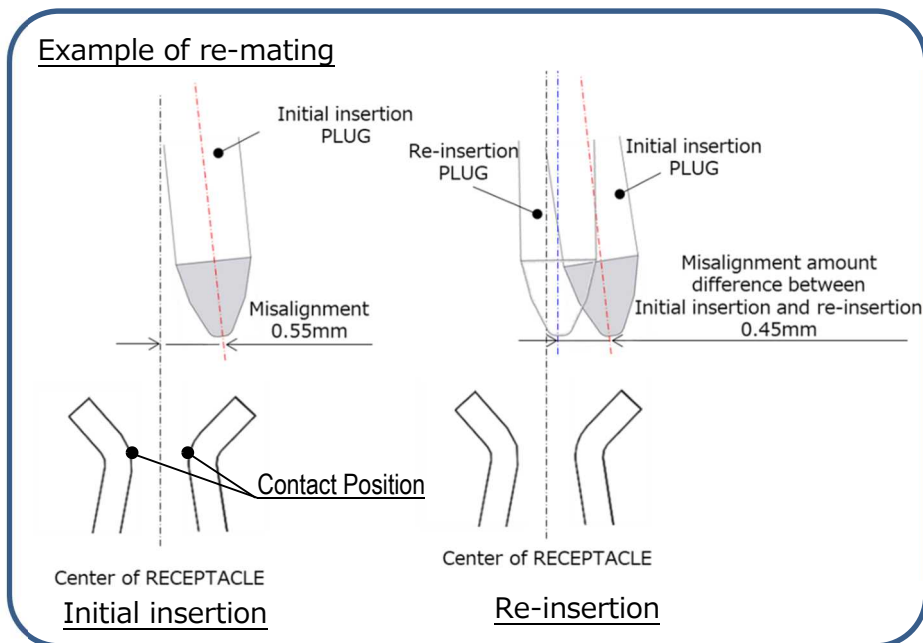 Example of re-mating
Initial insertion
PLUG
Misalignment
0.55mm
Contact Position
Center of RECEPTACLE
Initial insertion
Re-insertion
PLUG
Initial insertion
PLUG
Misalignment amount
difference between
Initial insertion and re-insertion
0.45mm
Center of RECEPTACLE
Re-insertion